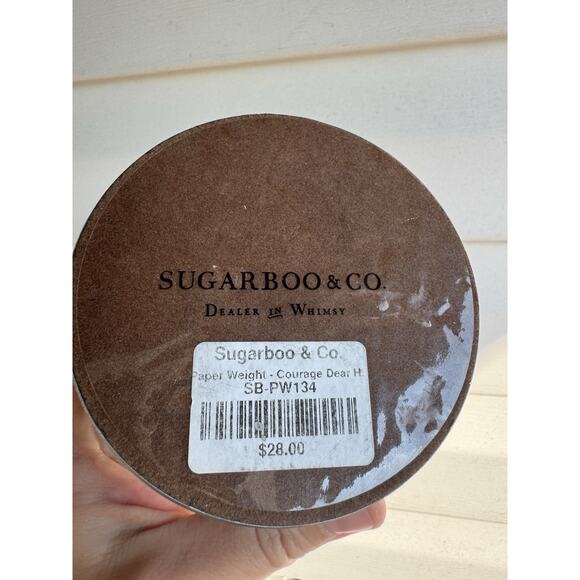 SUGARBOO & CO.
DEALER IN WHIMSY
Sugarboo & Co.
Paper Weight - Courage Dear H
SB-PW134
$28.00